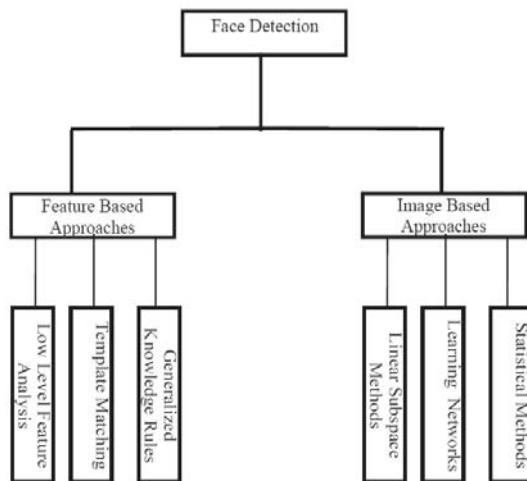 Face Detection
Feature Based
Approaches
Image Based
Approaches
Low Level Feature
Analysis
Template Matching
Generalized
Knowledge Rules
Linear Subspace
Methods
Learning Networks
Statistical Methods